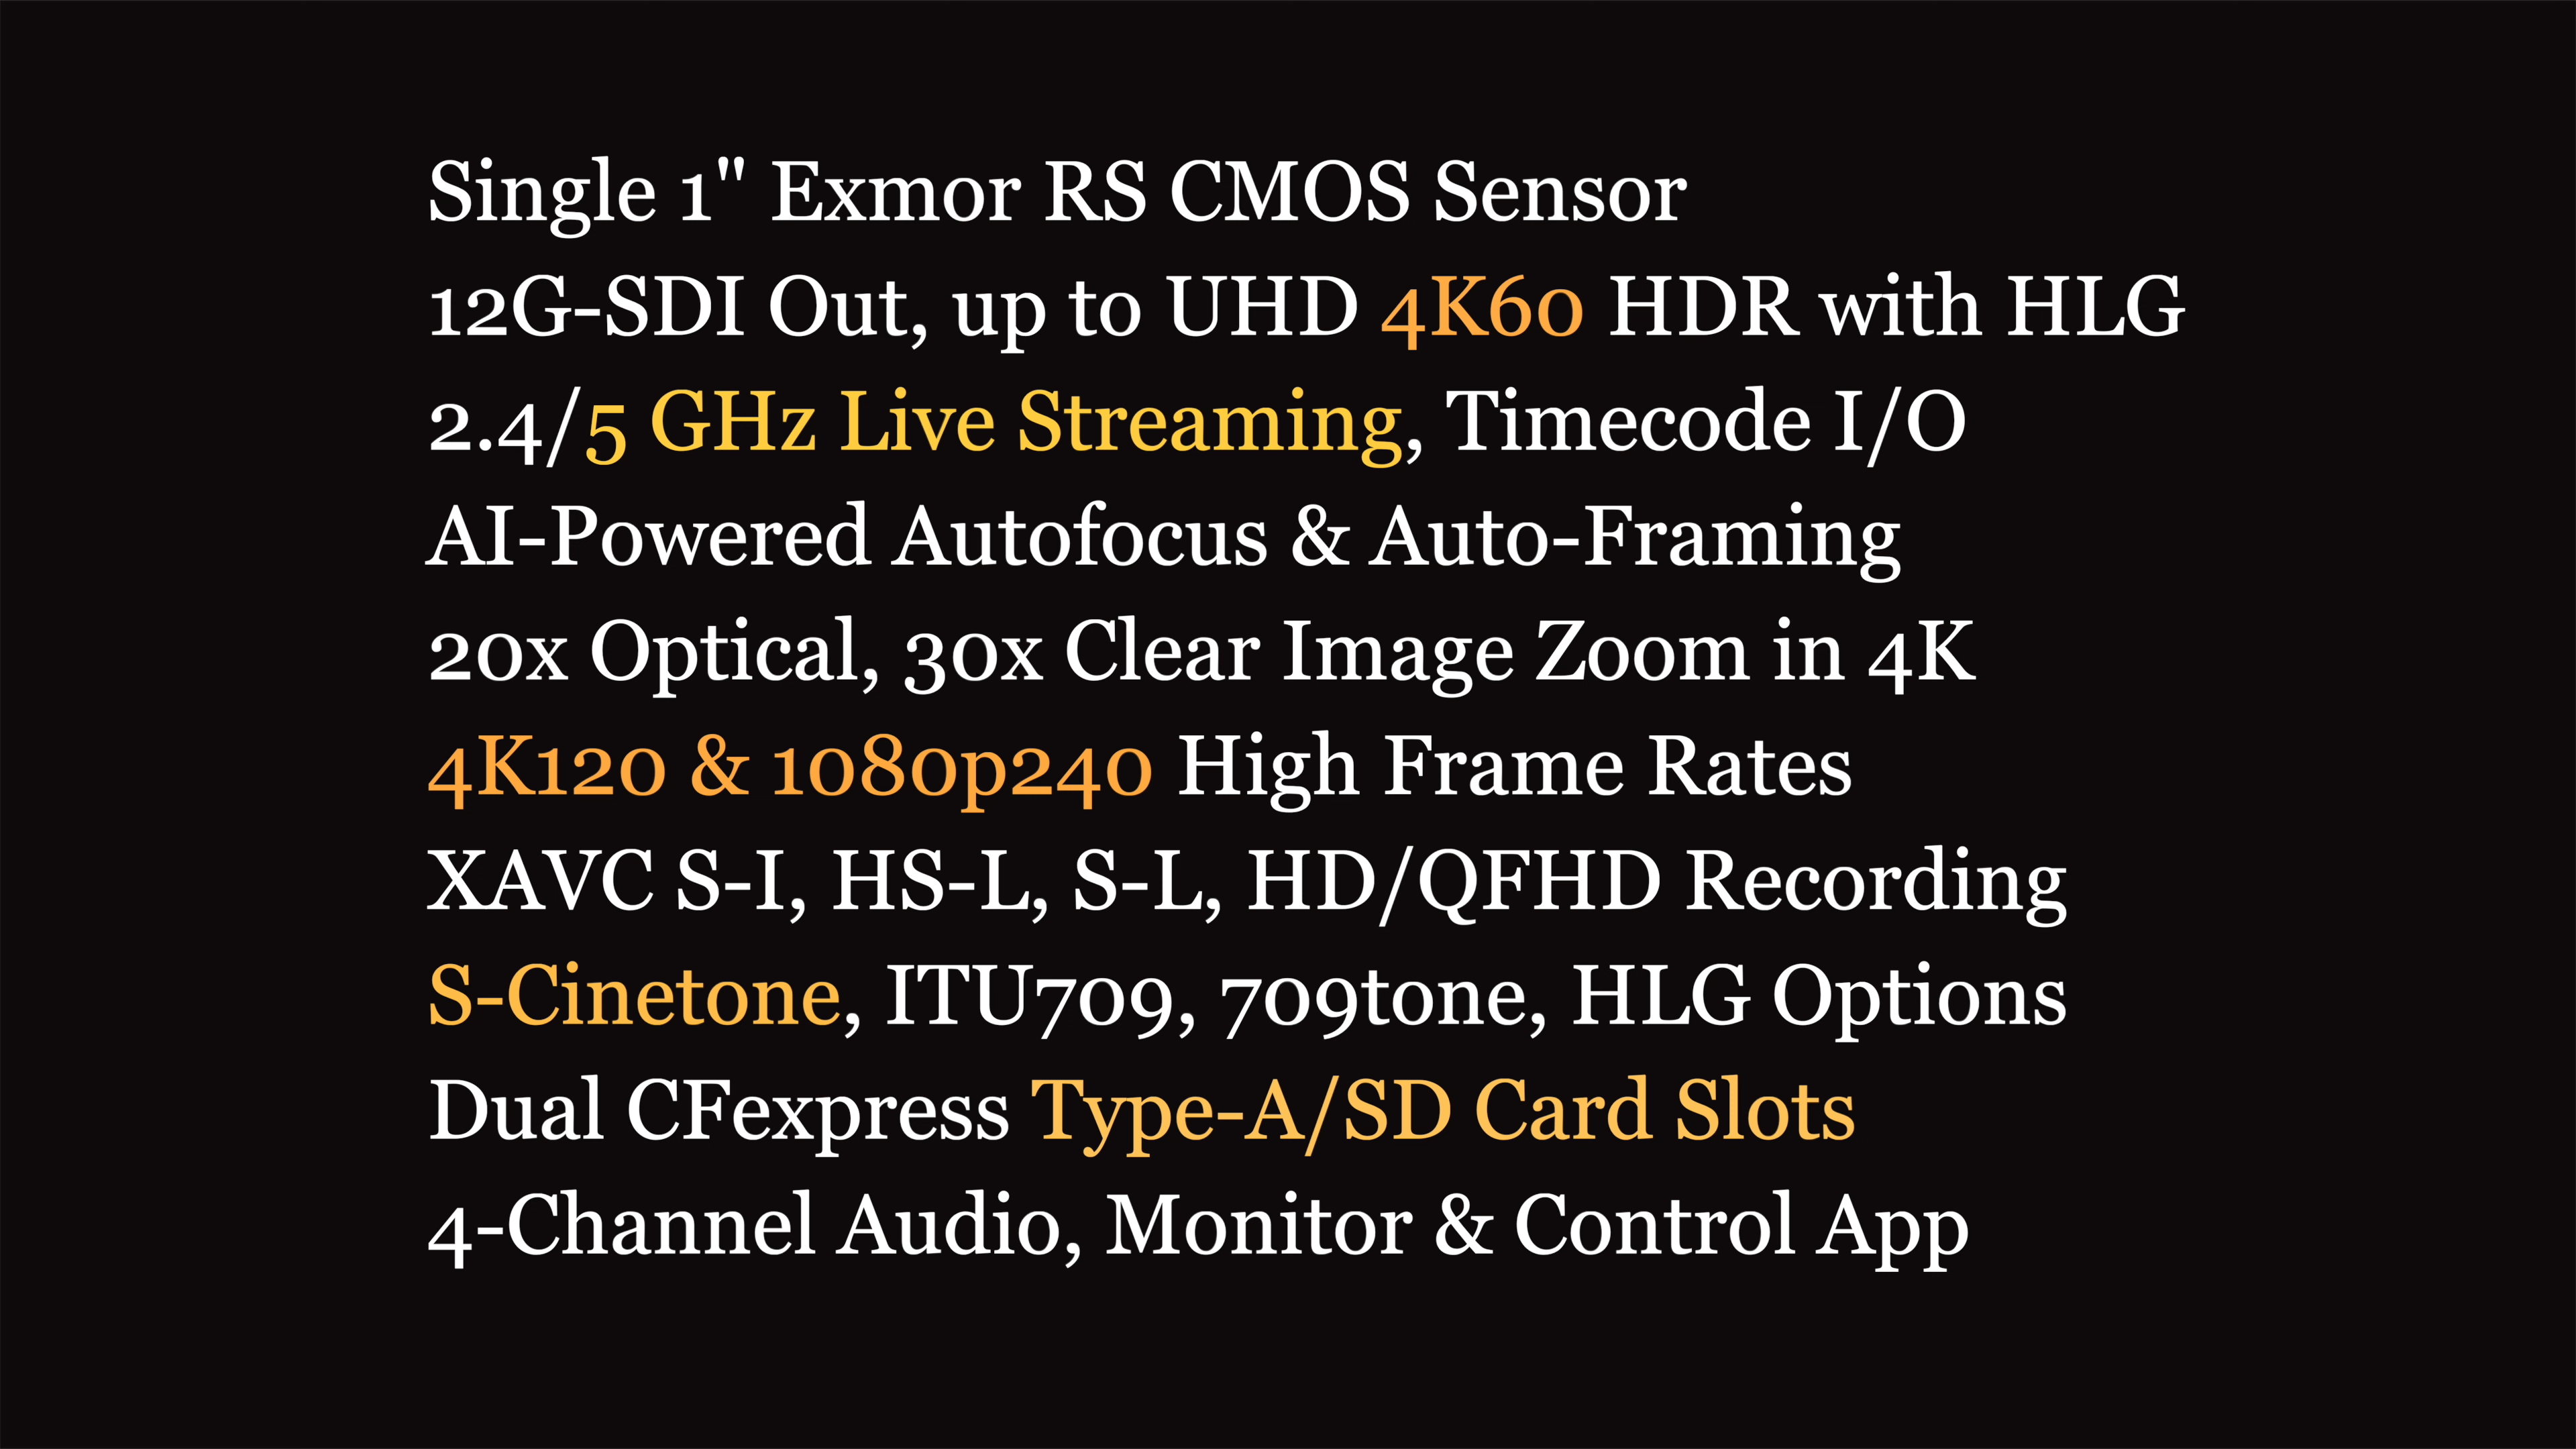 Single 1" Exmor RS CMOS Sensor
12G-SDI Out, up to UHD 4K60 HDR with HLG
2.4/5 GHz Live Streaming, Timecode I/O
AI-Powered Autofocus & Auto-Framing
20x Optical, 30x Clear Image Zoom in 4K
4K120 & 1080p240 High Frame Rates
XAVC S-I, HS-L, S-L, HD/QFHD Recording
S-Cinetone, ITU709, 709tone, HLG Options
Dual CFexpress Type-A/SD Card Slots
4-Channel Audio, Monitor & Control App